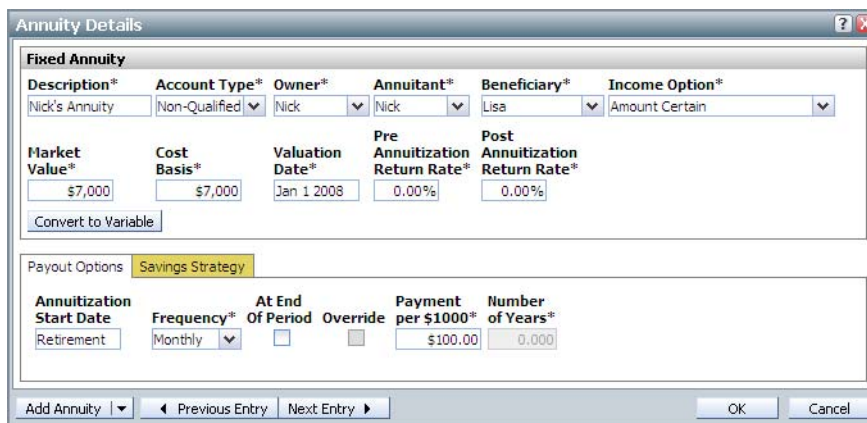 Annuity Details
Fixed Annuity
Description* Account Type* Owner* Annuitant* Beneficiary* Income Option*
Nick's Annuity Non-Qualified Nick Nick Lisa Amount Certain
Pre Post
Market Cost Valuation Annuitization Annuitization
Value* Basis* Date* Return Rate* Return Rate*
$7,000 $7,000 Jan 1 2008 0.00% 0.00%
Convert to Variable
Payout Options Savings Strategy
Annuitization At End Payment Number
Start Date Frequency* Of Period Override per $1000* of Years*
Retirement Monthly $100.00 0.000
Add Annuity Previous Entry Next Entry OK Cancel